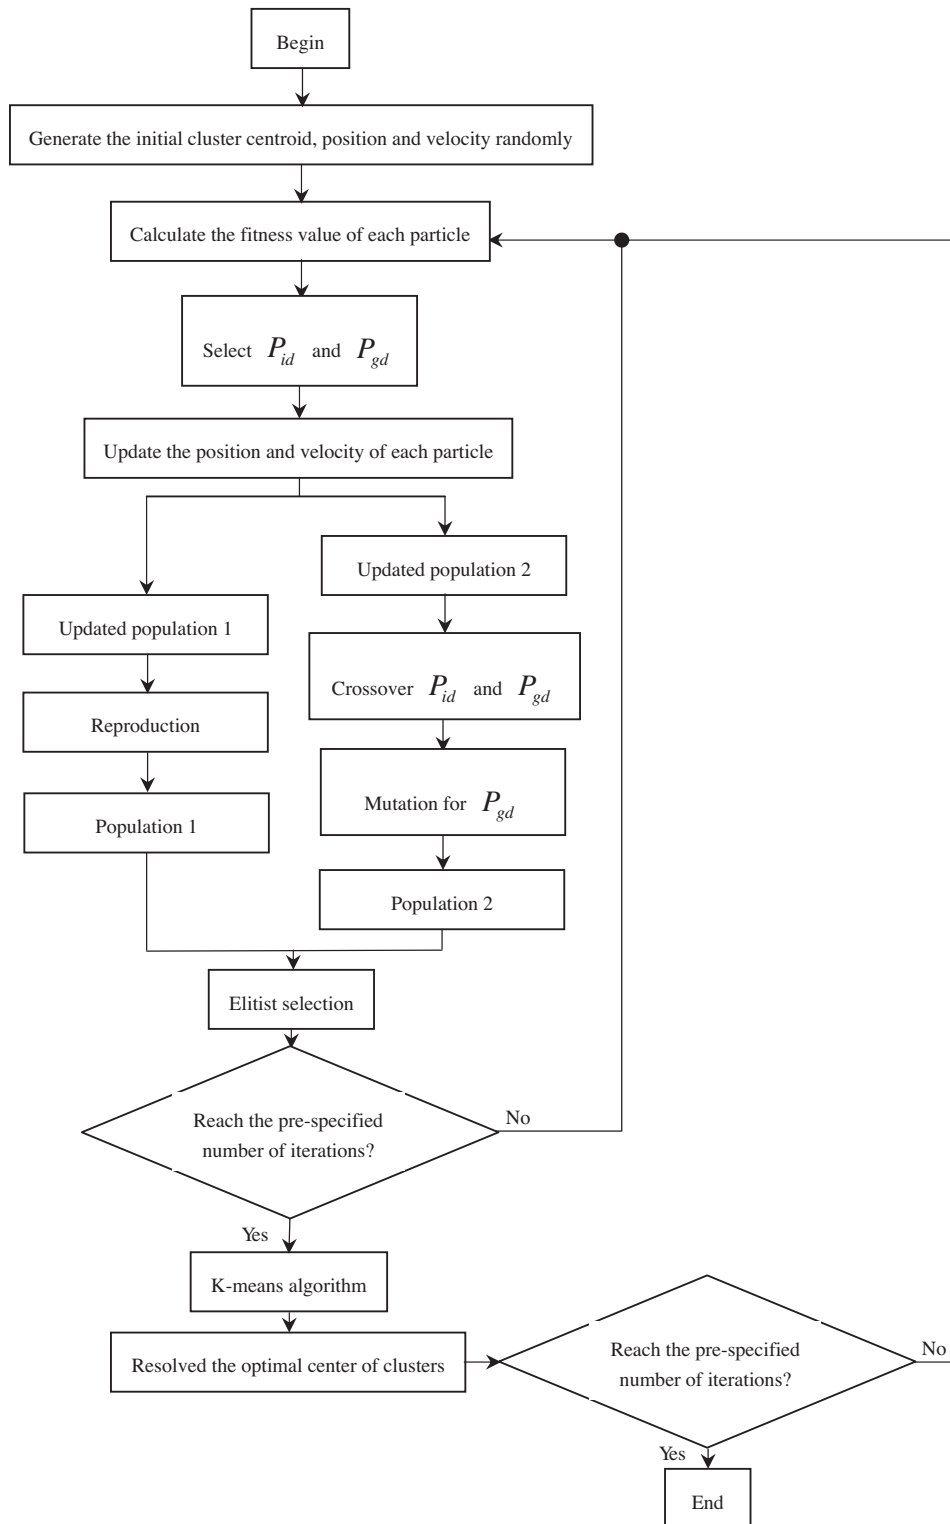 Begin
Generate the initial cluster centroid, position and velocity randomly
Calculate the fitness value of each particle
Select P_id and P_gd
Update the position and velocity of each particle
Updated population 2
Updated population 1
Crossover P_id and P_gd
Reproduction
Mutation for P_gd
Population 1
Population 2
Elitist selection
Reach the pre-specified
number of iterations?
No
Yes
K-means algorithm
Resolved the optimal center of clusters
Reach the pre-specified
number of iterations?
No
Yes
End